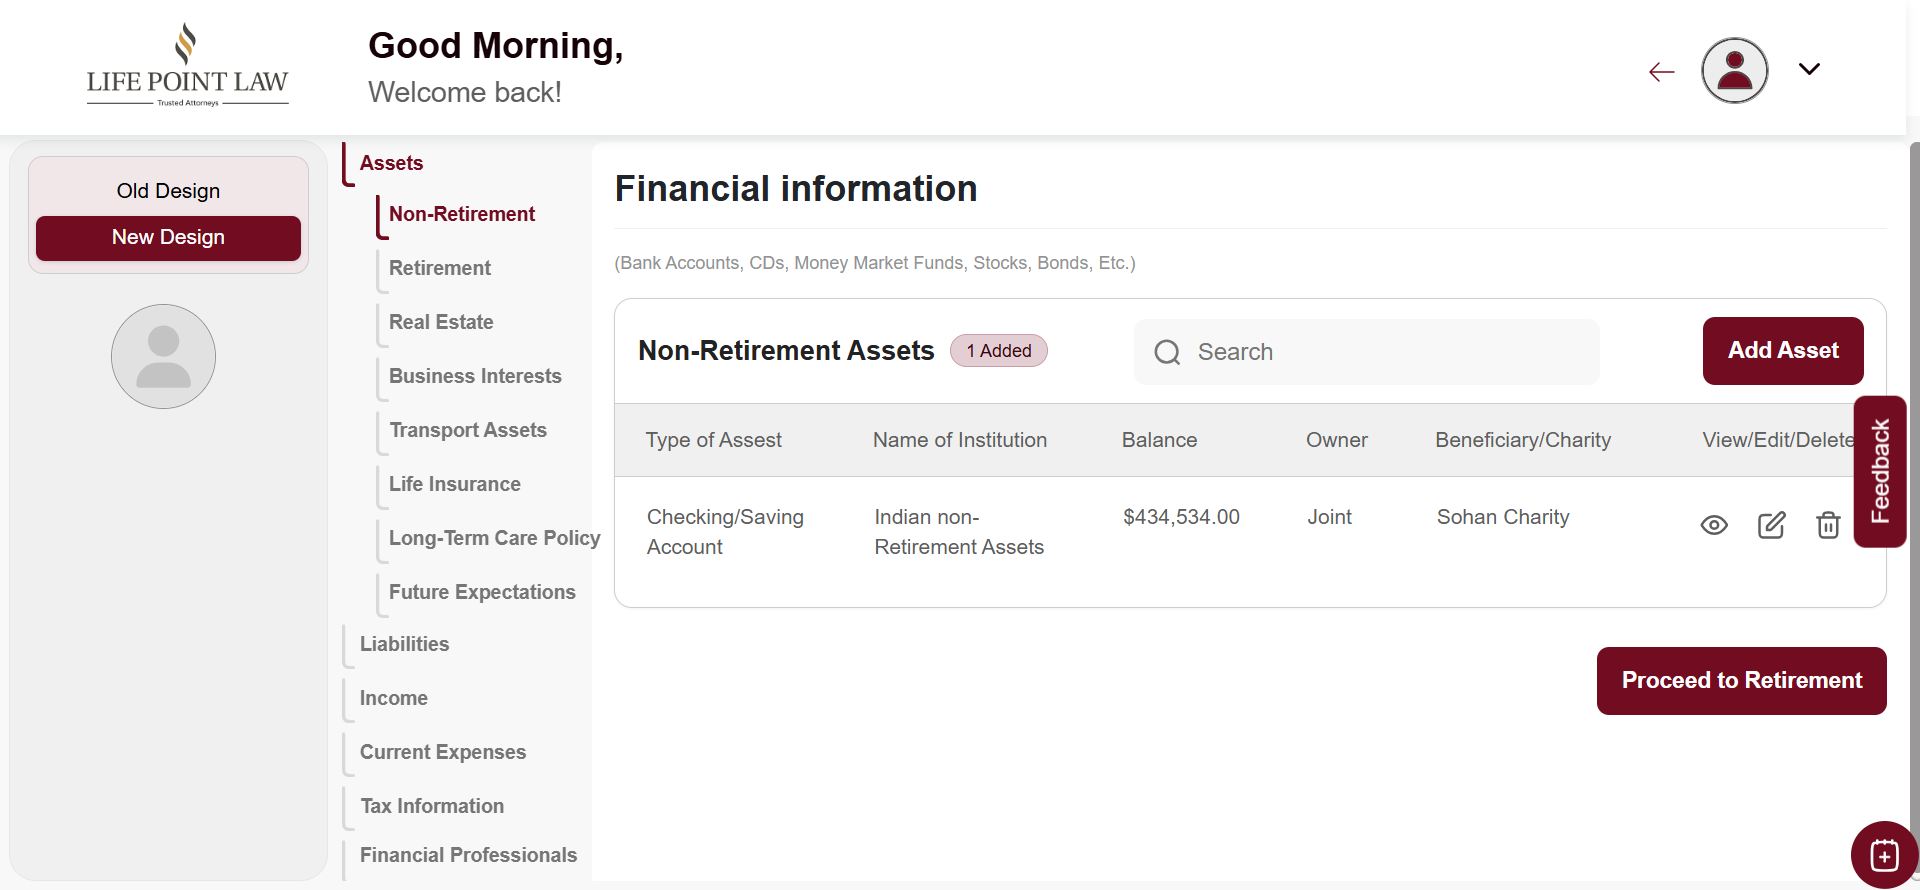 LIFE POINT LAW
Trusted Attorneys
Good Morning,
Welcome back!
Old Design
New Design
Assets
Non-Retirement
Retirement
Real Estate
Business Interests
Transport Assets
Life Insurance
Long-Term Care Policy
Future Expectations
Liabilities
Income
Current Expenses
Tax Information
Financial Professionals
Financial information
(Bank Accounts, CDs, Money Market Funds, Stocks, Bonds, Etc.)
Non-Retirement Assets 1 Added
Search
Add Asset
Type of Assest Name of Institution Balance Owner Beneficiary/Charity View/Edit/Delete
Checking/Saving Indian non- $434,534.00 Joint Sohan Charity
Account Retirement Assets
Feedback
Proceed to Retirement